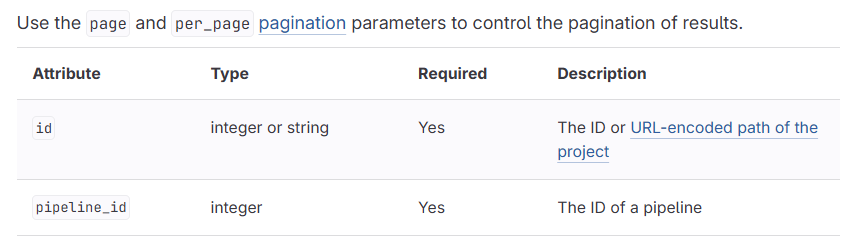 Use the page and per_page pagination parameters to control the pagination of results.
Attribute Type Required Description
id integer or string Yes The ID or URL-encoded path of the
project
pipeline_id integer Yes The ID of a pipeline